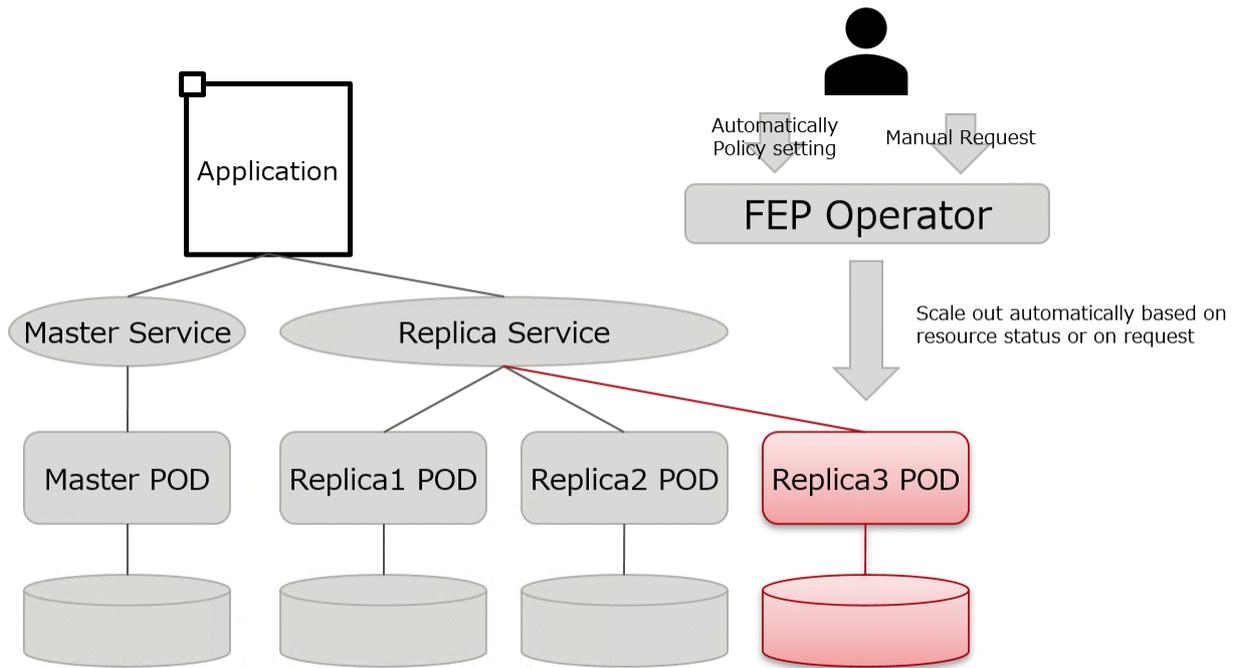 Application
Automatically
Policy setting
Manual Request
FEP Operator
Master Service
Replica Service
Scale out automatically based on
resource status or on request
Master POD
Replica1 POD
Replica2 POD
Replica3 POD